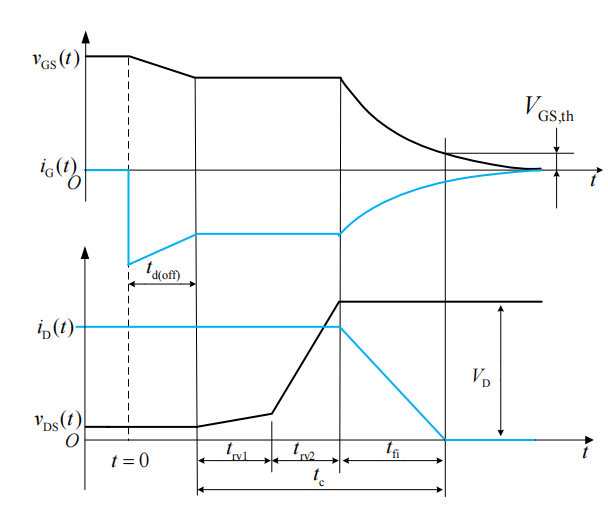 v_GS(t)
V_GS,th
i_G(t)
O
t
t_d(off)
i_D(t)
V_D
v_DS(t)
O
t
t = 0
t_rv1
t_rv2
t_fi
t_c